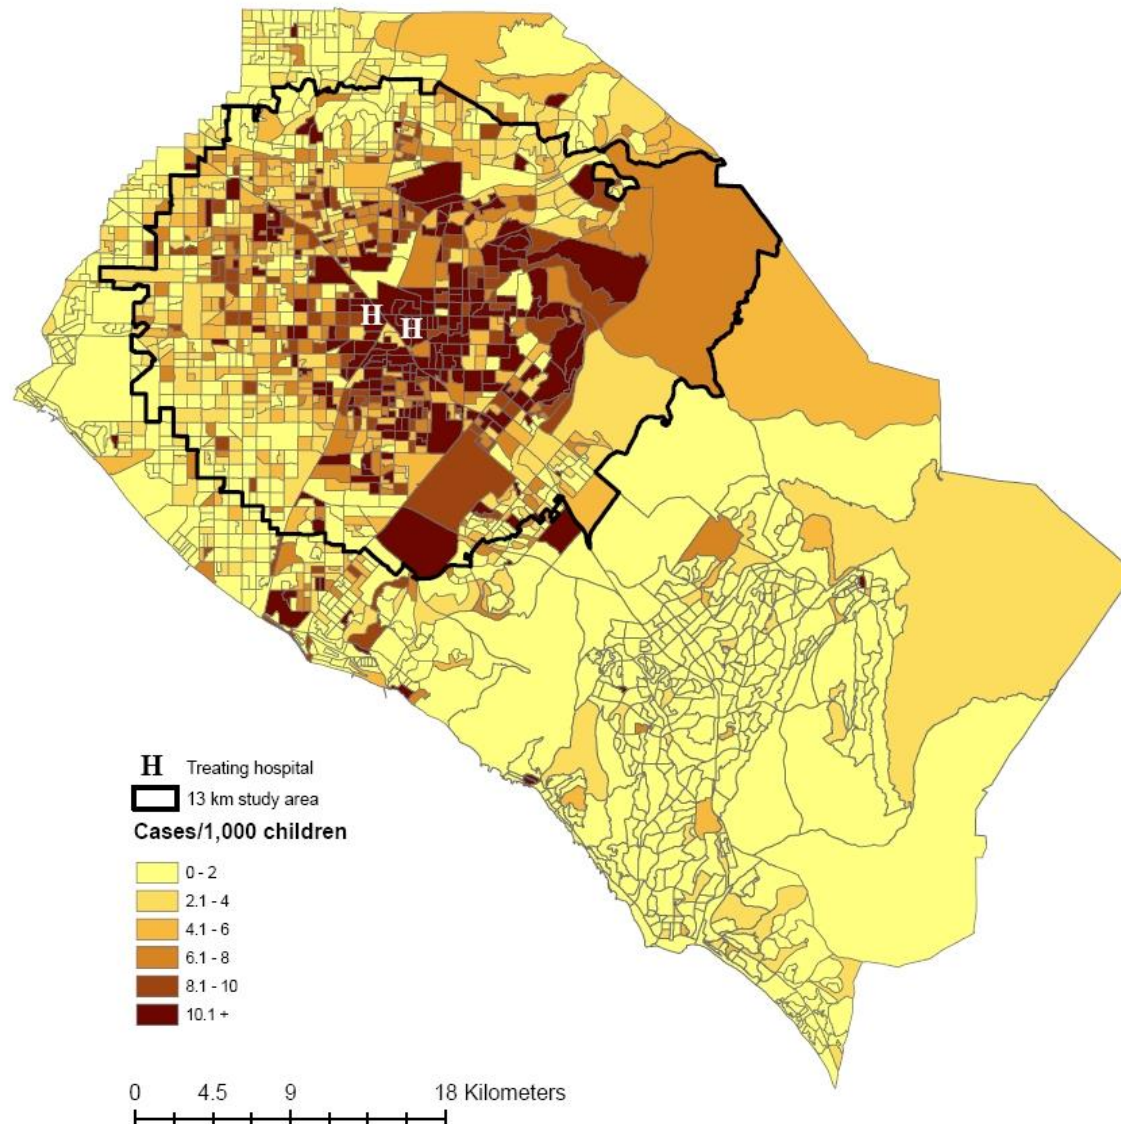 H
H
H Treating hospital
13 km study area
Cases/1,000 children
0 - 2
2.1 - 4
4.1 - 6
6.1 - 8
8.1 - 10
10.1 +
0 4.5 9 18 Kilometers